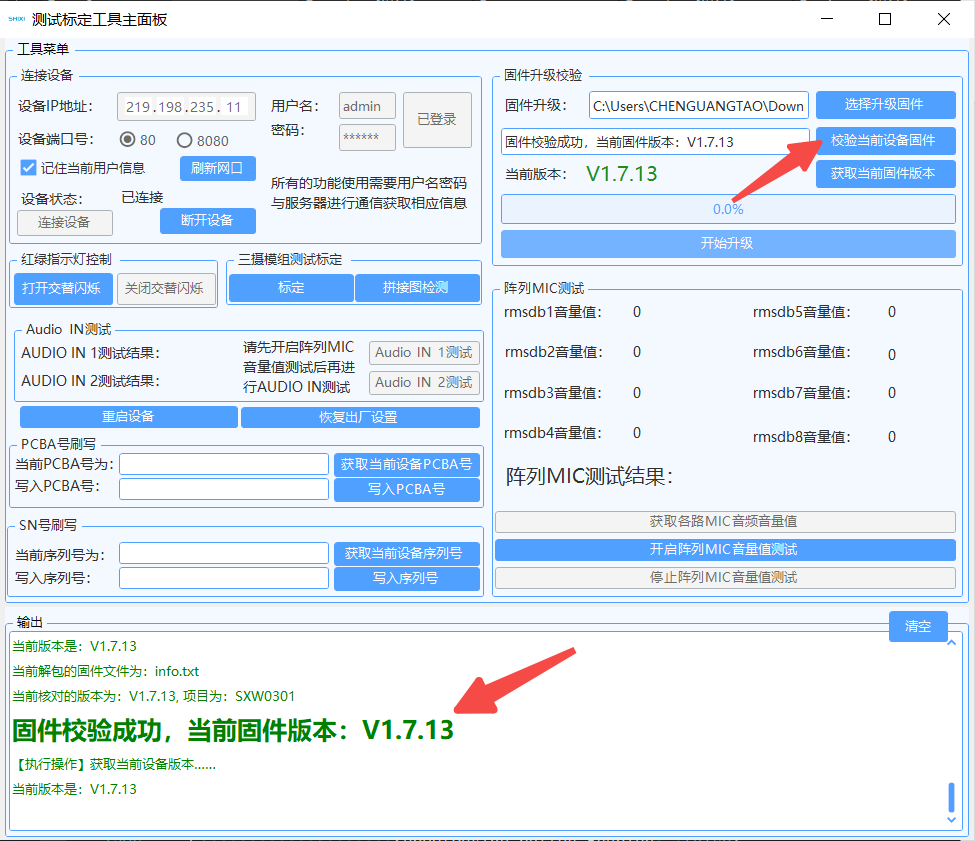 SHIXI 测试标定工具主面板
工具菜单
连接设备
设备IP地址： 219.198.235. 11
用户名： admin
密码： ******
已登录
设备端口号： 80 8080
记住当前用户信息 刷新网口
设备状态： 已连接
连接设备 断开设备
所有的功能使用需要用户名密码
与服务器进行通信获取相应信息
固件升级校验
固件升级： C:\Users\CHENGUANGTAO\Down 选择升级固件
固件校验成功，当前固件版本：V1.7.13 校验当前设备固件
当前版本： V1.7.13 获取当前固件版本
0.0%
开始升级
红绿指示灯控制
打开交替闪烁 关闭交替闪烁
三摄模组测试标定
标定 拼接图检测
Audio IN测试
AUDIO IN 1测试结果：
AUDIO IN 2测试结果：
请先开启阵列MIC
音量值测试后再进
行AUDIO IN测试
Audio IN 1测试
Audio IN 2测试
重启设备 恢复出厂设置
PCBA号刷写
当前PCBA号为： 获取当前设备PCBA号
写入PCBA号： 写入PCBA号
SN号刷写
当前序列号为： 获取当前设备序列号
写入序列号： 写入序列号
阵列MIC测试
rmsdb1音量值： 0 rmsdb5音量值： 0
rmsdb2音量值： 0 rmsdb6音量值： 0
rmsdb3音量值： 0 rmsdb7音量值： 0
rmsdb4音量值： 0 rmsdb8音量值： 0
阵列MIC测试结果：
获取各路MIC音频音量值
开启阵列MIC音量值测试
停止阵列MIC音量值测试
输出
清空
当前版本是：V1.7.13
当前解包的固件文件为：info.txt
当前核对的版本为：V1.7.13, 项目为：SXW0301
固件校验成功，当前固件版本：V1.7.13
【执行操作】获取当前设备版本......
当前版本是：V1.7.13